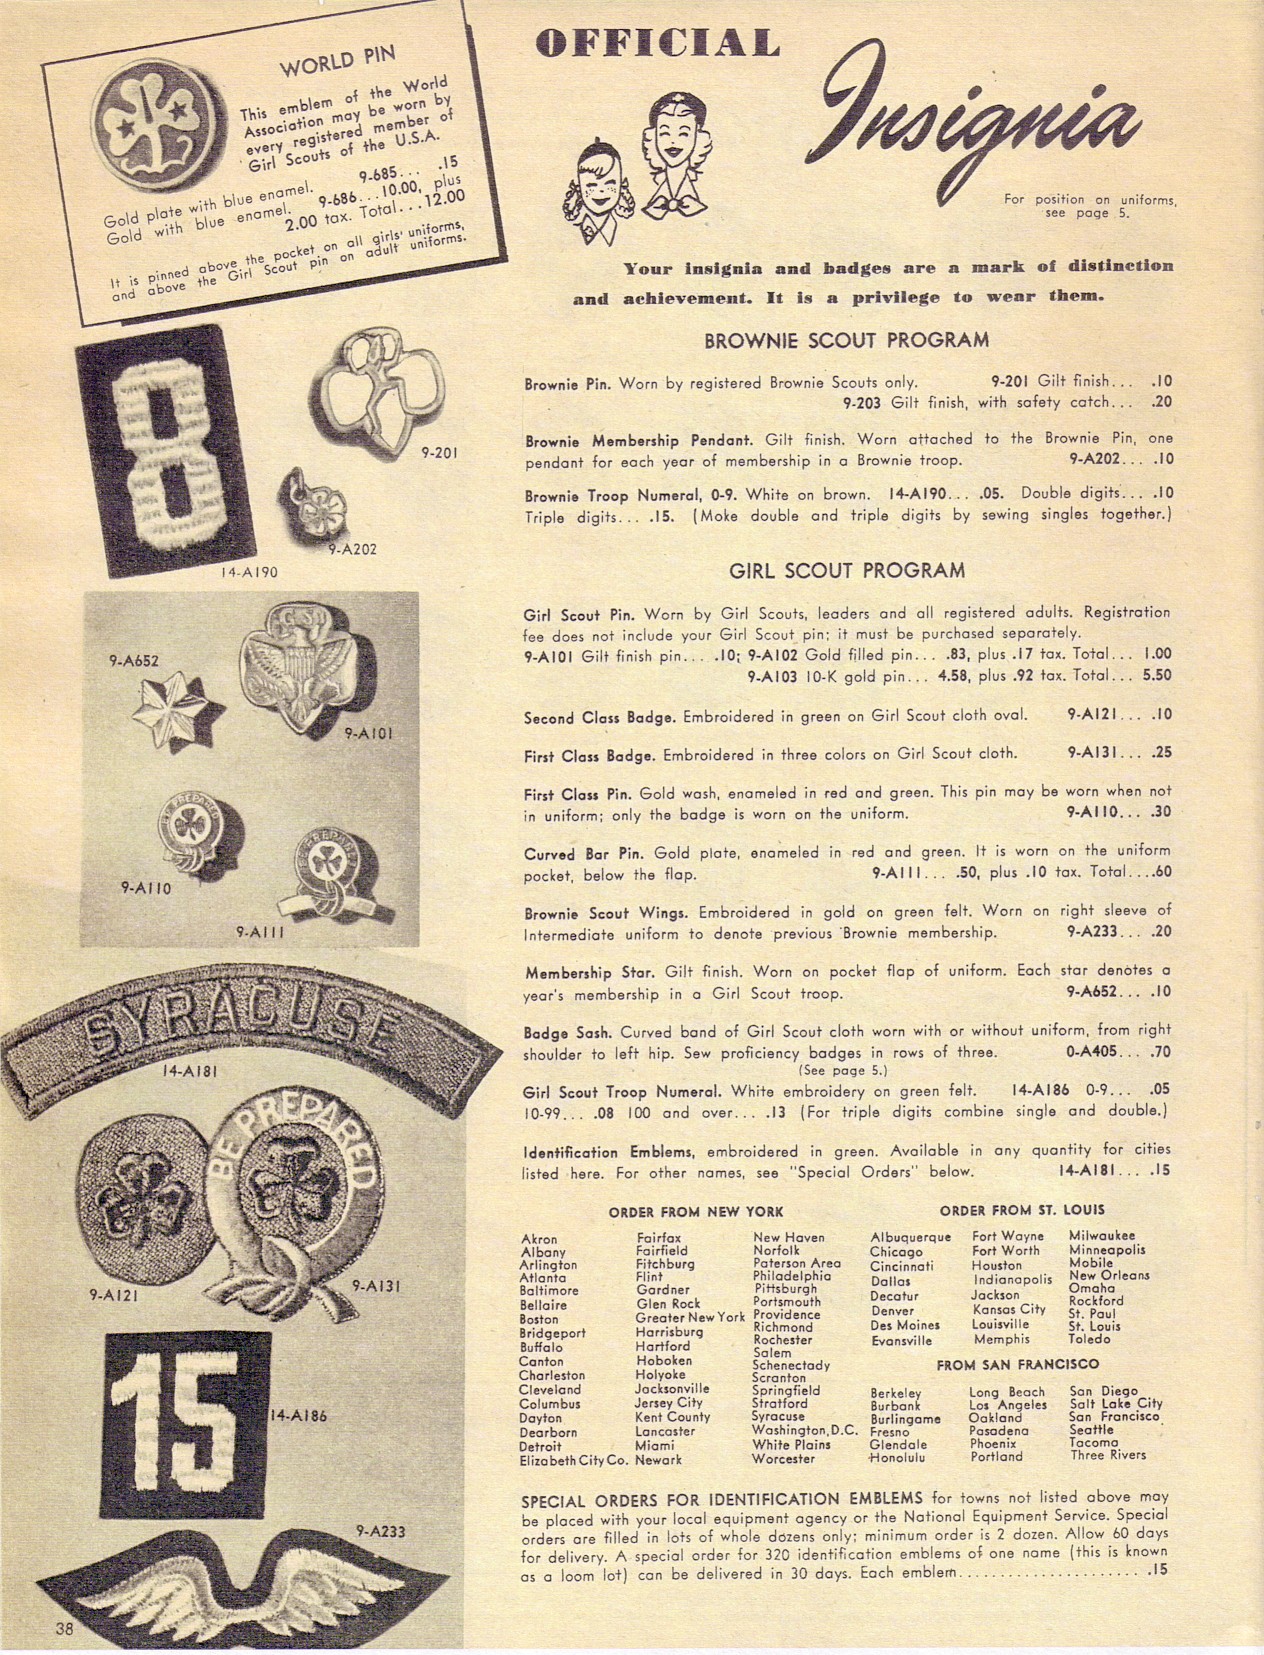 WORLD PIN
This emblem of the World
Association may be worn by
every registered member of
Girl Scouts of the U.S.A.
Gold plate with blue enamel. 9-685... .15
Gold with blue enamel. 9-686...10.00, plus
2.00 tax. Total...12.00
It is pinned above the pocket on all girls' uniforms,
and above the Girl Scout pin on adult uniforms.
OFFICIAL
Insignia
For position on uniforms,
see page 5.
Your insignia and badges are a mark of distinction
and achievement. It is a privilege to wear them.
BROWNIE SCOUT PROGRAM
Brownie Pin. Worn by registered Brownie Scouts only. 9-201 Gilt finish... .10
9-203 Gilt finish, with safety catch... .20
Brownie Membership Pendant. Gilt finish. Worn attached to the Brownie Pin, one
pendant for each year of membership in a Brownie troop. 9-A202... .10
Brownie Troop Numeral, 0-9. White on brown. 14-A190... .05. Double digits... .10
Triple digits... .15. (Make double and triple digits by sewing singles together.)
GIRL SCOUT PROGRAM
Girl Scout Pin. Worn by Girl Scouts, leaders and all registered adults. Registration
fee does not include your Girl Scout pin; it must be purchased separately.
9-A101 Gilt finish pin... .10; 9-A102 Gold filled pin... .83, plus .17 tax. Total... 1.00
9-A103 10-K gold pin... 4.58, plus .92 tax. Total... 5.50
Second Class Badge. Embroidered in green on Girl Scout cloth oval. 9-A121... .10
First Class Badge. Embroidered in three colors on Girl Scout cloth. 9-A131... .25
First Class Pin. Gold wash, enameled in red and green. This pin may be worn when not
in uniform; only the badge is worn on the uniform. 9-A110... .30
Curved Bar Pin. Gold plate, enameled in red and green. It is worn on the uniform
pocket, below the flap. 9-A111... .50, plus .10 tax. Total....60
Brownie Scout Wings. Embroidered in gold on green felt. Worn on right sleeve of
Intermediate uniform to denote previous Brownie membership. 9-A233... .20
Membership Star. Gilt finish. Worn on pocket flap of uniform. Each star denotes a
year's membership in a Girl Scout troop. 9-A652... .10
Badge Sash. Curved band of Girl Scout cloth worn with or without uniform, from right
shoulder to left hip. Sew proficiency badges in rows of three. 0-A405... .70
(See page 5.)
Girl Scout Troop Numeral. White embroidery on green felt. 14-A186 0-9... .05
10-99... .08 100 and over... .13 (For triple digits combine single and double.)
Identification Emblems, embroidered in green. Available in any quantity for cities
listed here. For other names, see "Special Orders" below. 14-A181... .15
ORDER FROM NEW YORK
Akron
Albany
Arlington
Atlanta
Baltimore
Bellaire
Boston
Bridgeport
Buffalo
Canton
Charleston
Cleveland
Columbus
Dayton
Dearborn
Detroit
Elizabeth City Co.
Fairfax
Fairfield
Fitchburg
Flint
Gardner
Glen Rock
Greater New York
Harrisburg
Hartford
Hoboken
Holyoke
Jacksonville
Jersey City
Kent County
Lancaster
Miami
Newark
New Haven
Norfolk
Paterson Area
Philadelphia
Pittsburgh
Portsmouth
Providence
Richmond
Rochester
Salem
Schenectady
Scranton
Springfield
Stratford
Syracuse
Washington, D.C.
White Plains
Worcester
ORDER FROM ST. LOUIS
Albuquerque
Chicago
Cincinnati
Dallas
Decatur
Denver
Des Moines
Evansville
Fort Wayne
Fort Worth
Houston
Indianapolis
Jackson
Kansas City
Louisville
Memphis
Milwaukee
Minneapolis
Mobile
New Orleans
Omaha
Rockford
St. Paul
St. Louis
Toledo
FROM SAN FRANCISCO
Berkeley
Burbank
Burlingame
Fresno
Glendale
Honolulu
Long Beach
Los Angeles
Oakland
Pasadena
Phoenix
Portland
San Diego
Salt Lake City
San Francisco
Seattle
Tacoma
Three Rivers
SPECIAL ORDERS FOR IDENTIFICATION EMBLEMS for towns not listed above may
be placed with your local equipment agency or the National Equipment Service. Special
orders are filled in lots of whole dozens only; minimum order is 2 dozen. Allow 60 days
for delivery. A special order for 320 identification emblems of one name (this is known
as a loom lot) can be delivered in 30 days. Each emblem....................... .15
8
9-201
9-A202
14-A190
9-A652
GS
9-A101
BE PREPARED
9-A110
BE PREPARED
9-A111
SYRACUSE
14-A181
BE PREPARED
9-A121
9-A131
15
14-A186
9-A233
38